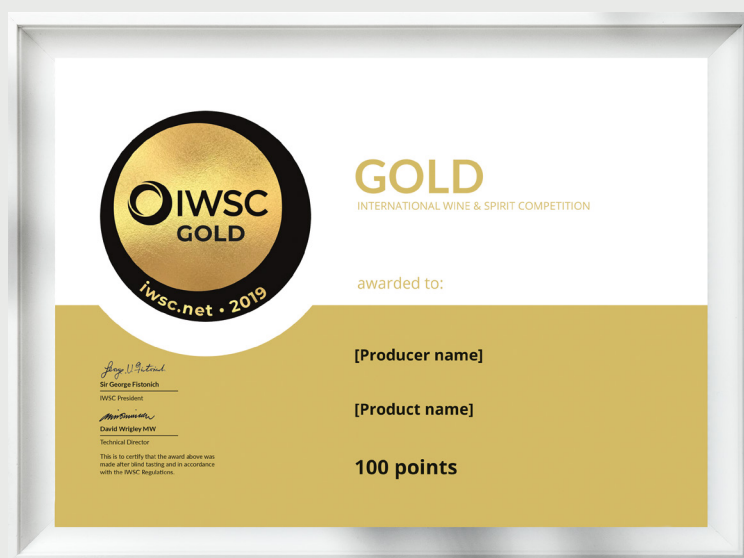 IWSC
GOLD
iwsc.net • 2019
GOLD
INTERNATIONAL WINE & SPIRIT COMPETITION
awarded to:
[Producer name]
[Product name]
100 points
Sir George Fistonich
IWSC President
David Wrigley MW
Technical Director
This is to certify that the award above was
made after blind tasting and in accordance
with the IWSC Regulations.